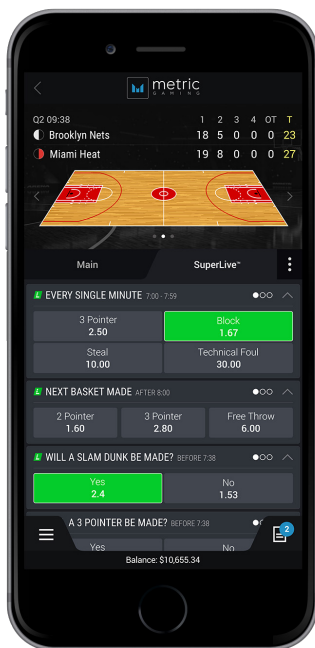 metric
GAMING
Q2 09:38 1 2 3 4 OT T
Brooklyn Nets 18 5 0 0 0 23
Miami Heat 19 8 0 0 0 27
Main SuperLive™
EVERY SINGLE MINUTE 7:00 - 7:59
3 Pointer Block
2.50 1.67
Steal Technical Foul
10.00 30.00
NEXT BASKET MADE AFTER 8:00
2 Pointer 3 Pointer Free Throw
1.60 2.80 6.00
WILL A SLAM DUNK BE MADE? BEFORE 7:38
Yes No
2.4 1.53
A 3 POINTER BE MADE? BEFORE 7:38
2
Yes No
Balance: $10,655.34